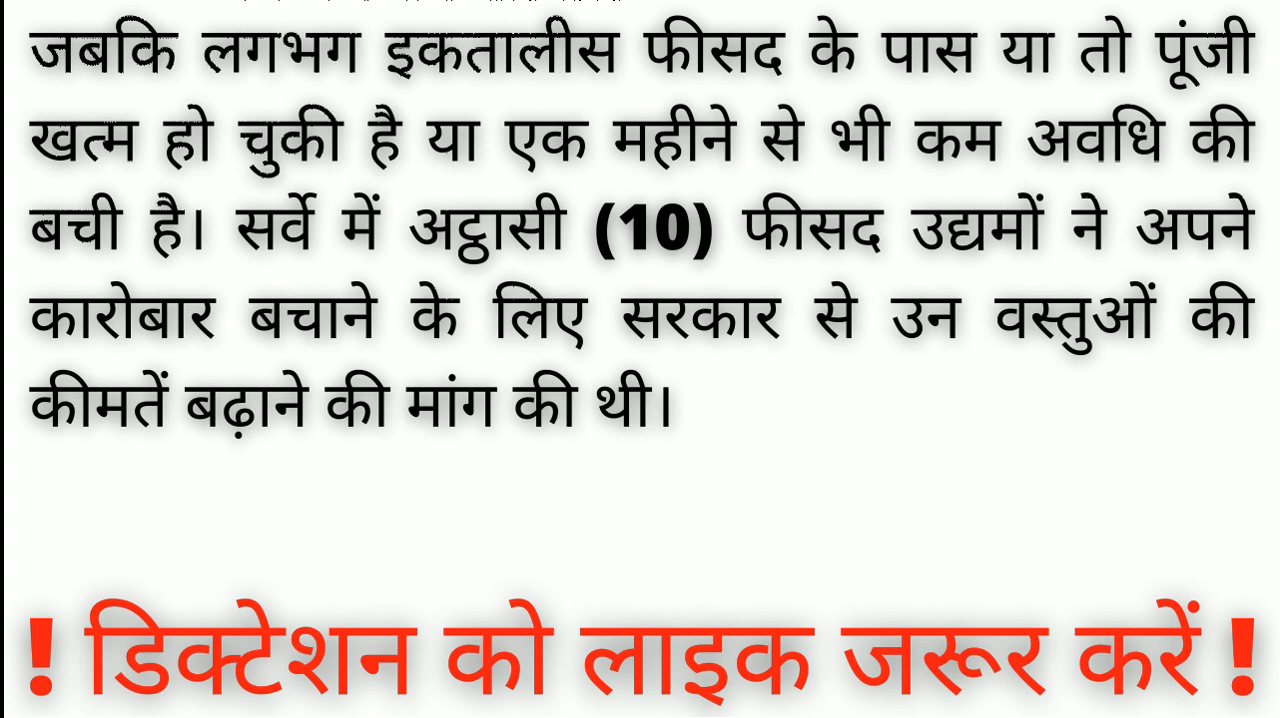 जबकि लगभग इकतालीस फीसद के पास या तो पूंजी
खत्म हो चुकी है या एक महीने से भी कम अवधि की
बची है। सर्वे में अट्ठासी (10) फीसद उद्यमों ने अपने
कारोबार बचाने के लिए सरकार से उन वस्तुओं की
कीमतें बढ़ाने की मांग की थी।
! डिक्टेशन को लाइक जरूर करें !